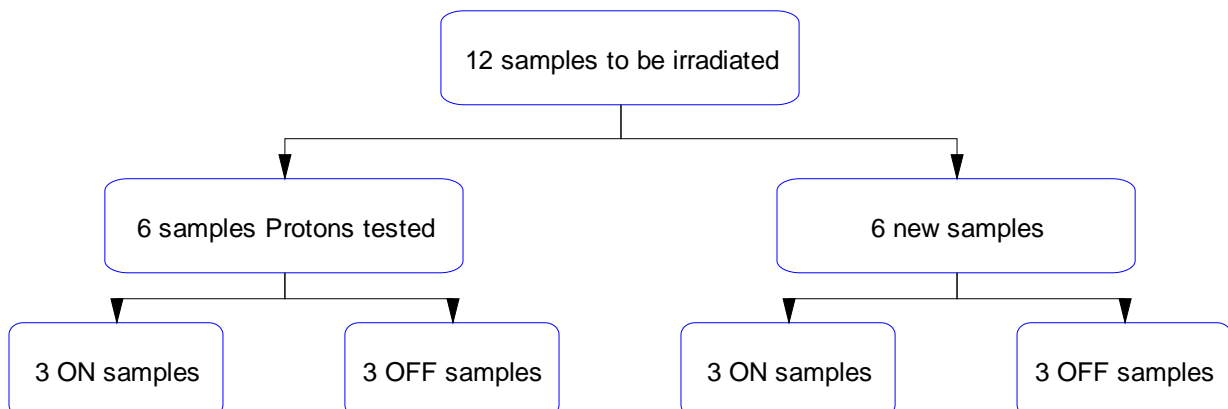 12 samples to be irradiated
6 samples Protons tested
6 new samples
3 ON samples
3 OFF samples
3 ON samples
3 OFF samples